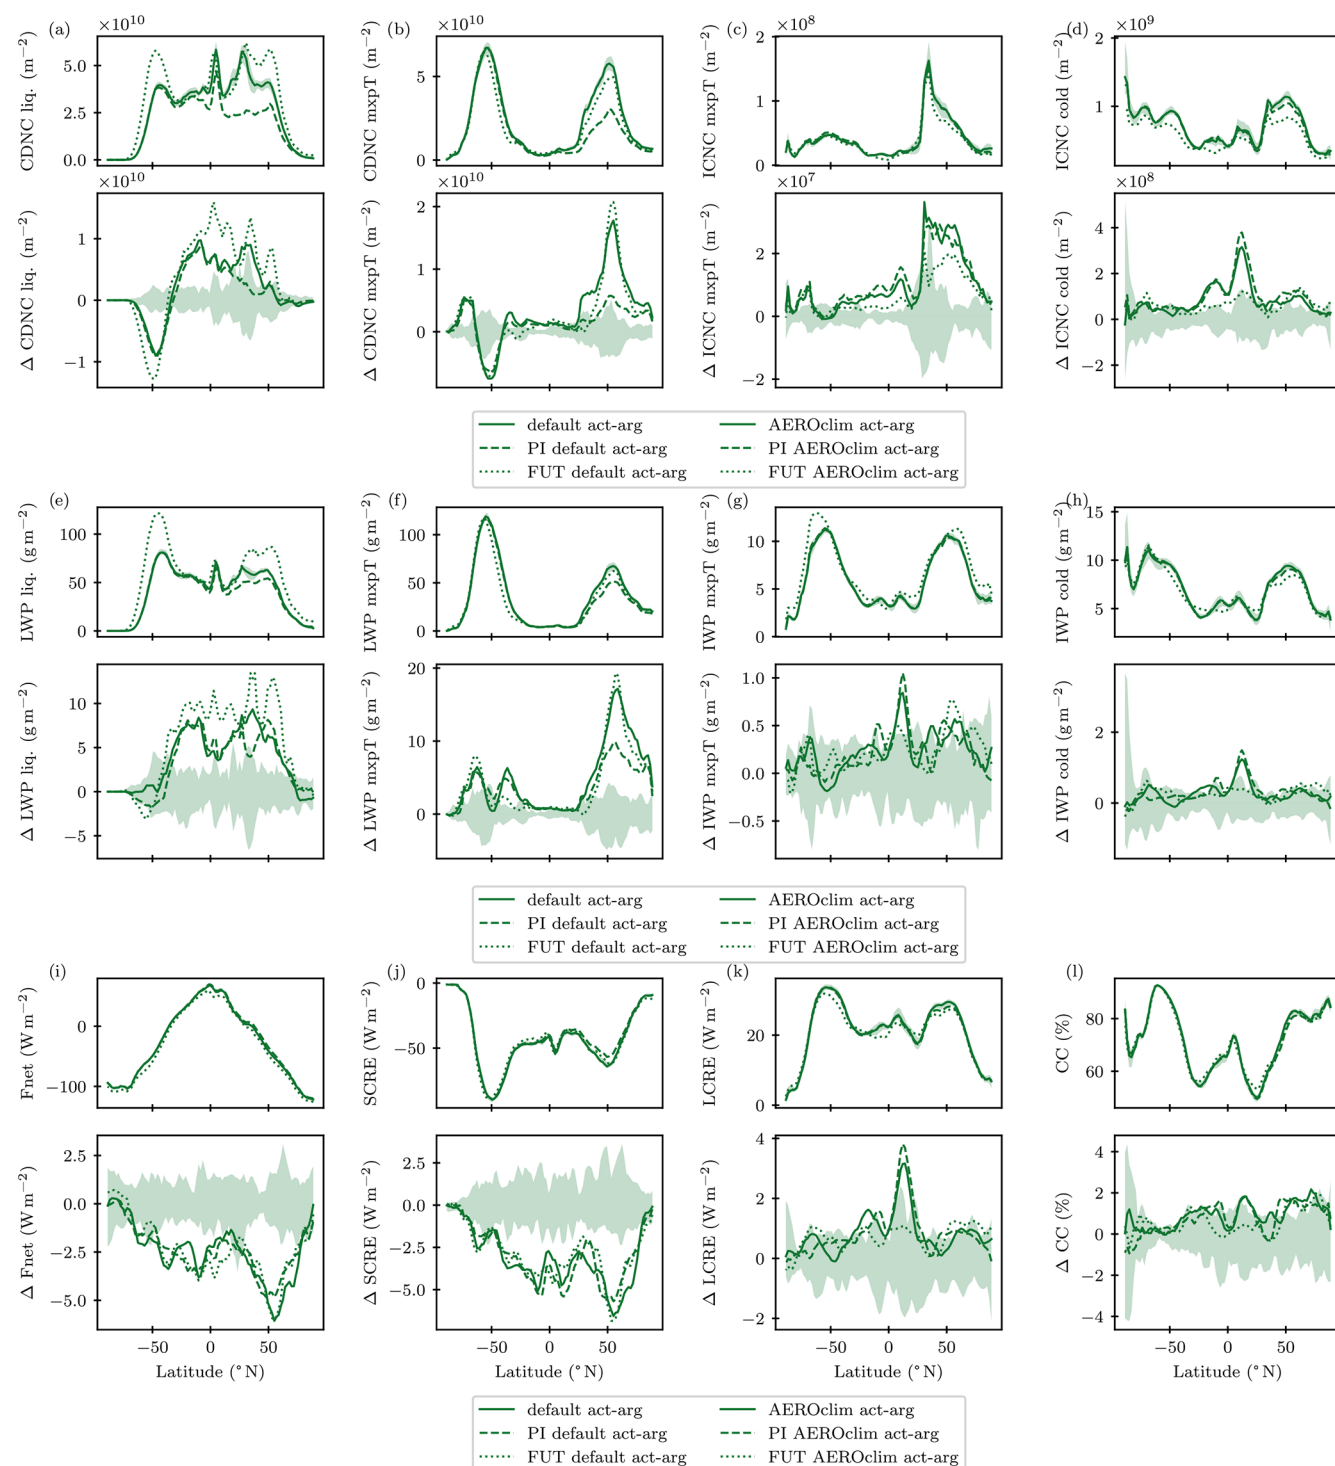 (a) ×10^10 (b) ×10^10 (c) ×10^8 (d) ×10^9
CDNC liq. (m⁻²)
5.0
2.5
0.0
CDNC mxpT (m⁻²)
5
0
ICNC mxpT (m⁻²)
2
1
0
ICNC cold (m⁻²)
2
1
×10^10 ×10^10 ×10^7 ×10^8
Δ CDNC liq. (m⁻²)
1
0
−1
Δ CDNC mxpT (m⁻²)
2
1
0
Δ ICNC mxpT (m⁻²)
2
0
−2
Δ ICNC cold (m⁻²)
4
2
0
−2
default act-arg AEROclim act-arg
PI default act-arg PI AEROclim act-arg
FUT default act-arg FUT AEROclim act-arg
(e) (f) (g) (h)
LWP liq. (g m⁻²)
100
50
0
LWP mxpT (g m⁻²)
100
50
0
IWP mxpT (g m⁻²)
10
5
0
IWP cold (g m⁻²)
15
10
5
Δ LWP liq. (g m⁻²)
10
5
0
−5
Δ LWP mxpT (g m⁻²)
20
10
0
Δ IWP mxpT (g m⁻²)
1.0
0.5
0.0
−0.5
Δ IWP cold (g m⁻²)
2
0
default act-arg AEROclim act-arg
PI default act-arg PI AEROclim act-arg
FUT default act-arg FUT AEROclim act-arg
(i) (j) (k) (l)
Fnet (W m⁻²)
0
−100
SCRE (W m⁻²)
0
−50
LCRE (W m⁻²)
20
0
CC (%)
80
60
Δ Fnet (W m⁻²)
2.5
0.0
−2.5
−5.0
Δ SCRE (W m⁻²)
2.5
0.0
−2.5
−5.0
Δ LCRE (W m⁻²)
4
2
0
−2
Δ CC (%)
4
2
0
−2
−4
−50 0 50 −50 0 50 −50 0 50 −50 0 50
Latitude (°N) Latitude (°N) Latitude (°N) Latitude (°N)
default act-arg AEROclim act-arg
PI default act-arg PI AEROclim act-arg
FUT default act-arg FUT AEROclim act-arg